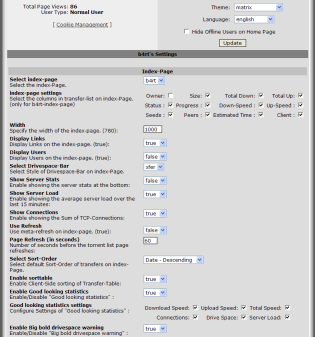 Total Page Views: 86
User Type: Normal User
[ Cookie Management ]
Theme: matrix
Language: english
Hide Offline Users on Home Page
Update
b4rt's Settings
Index-Page
Select index-page
Select the index-Page.
b4rt
Index-page settings
Select the columns in transfer-list on index-Page.
(only for b4rt-index-page)
Owner: Size: Total Down: Total Up:
Status : Progress : Down-Speed : Up-Speed :
Seeds : Peers : Estimated Time : Client :
Width
Specify the width of the index-page. (780):
1000
Display Links
Display Links on the index-page. (true):
true
Display Users
Display Users on the index-page. (true):
false
Select Drivespace-Bar
Select Style of Drivespace-Bar on index-Page.
xfer
Show Server Stats
Enable showing the server stats at the bottom:
false
Show Server Load
Enable showing the average server load over the
last 15 minutes:
true
Show Connections
Enable showing the Sum of TCP-Connections:
true
Use Refresh
Use meta-refresh on index-page. (true):
false
Page Refresh (in seconds)
Number of seconds before the torrent list page
refreshes:
60
Select Sort-Order
Select default Sort-Order of transfers on index-
Page.
Date - Descending
Enable sorttable
Enable Client-Side sorting of Transfer-Table:
true
Enable Good looking statistics
Enable/Disable "Good looking statistics" :
true
Good looking statistics settings
Configure Settings of "Good looking statistics" :
Download Speed: Upload Speed: Total Speed:
Connections: Drive Space: Server Load:
Enable Big bold drivespace warning
Enable/Disable "Big bold drivespace warning" :
true